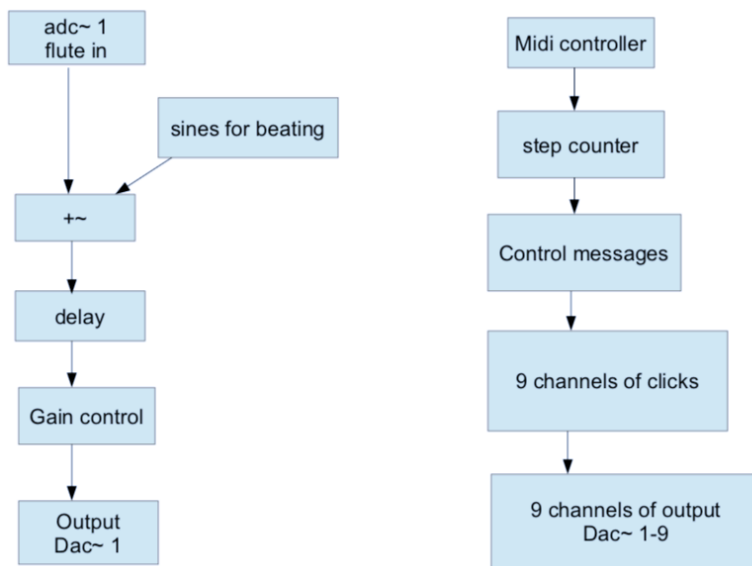 adc~ 1
flute in
sines for beating
+~
delay
Gain control
Output
Dac~ 1
Midi controller
step counter
Control messages
9 channels of clicks
9 channels of output
Dac~ 1-9